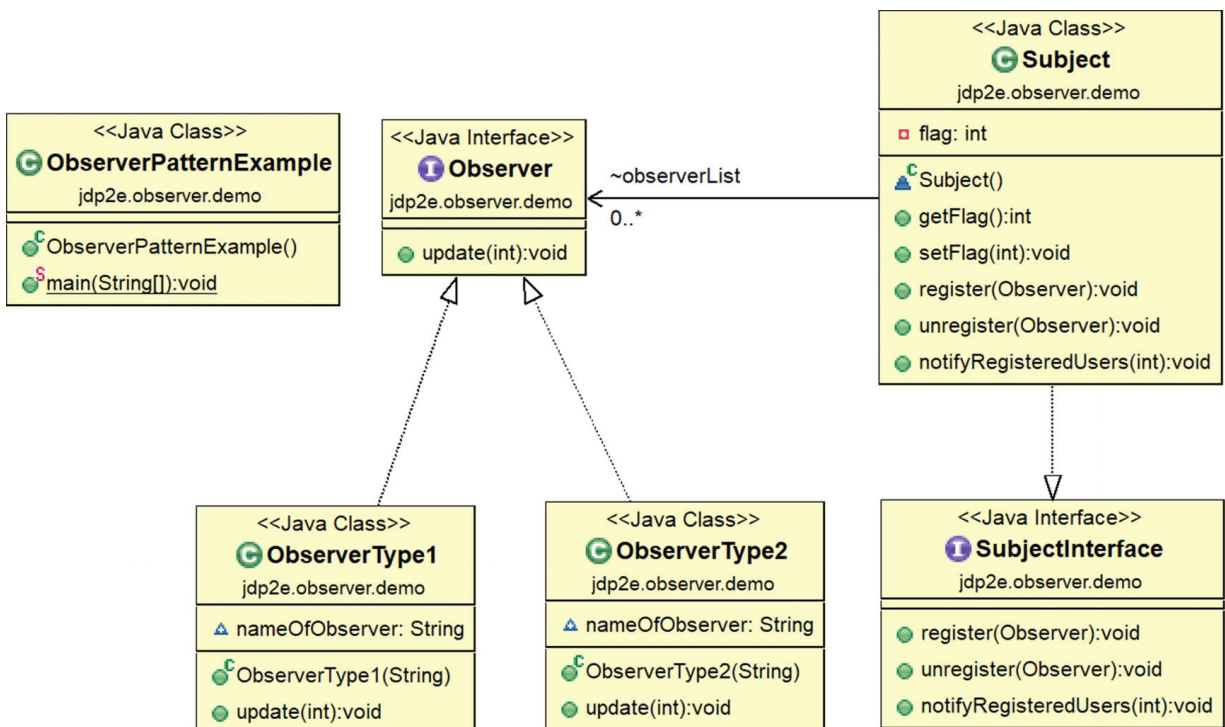 <<Java Class>>
ObserverPatternExample
jdp2e.observer.demo
ObserverPatternExample()
main(String[]):void
<<Java Interface>>
Observer
jdp2e.observer.demo
update(int):void
~observerList
0..*
<<Java Class>>
Subject
jdp2e.observer.demo
flag: int
Subject()
getFlag():int
setFlag(int):void
register(Observer):void
unregister(Observer):void
notifyRegisteredUsers(int):void
<<Java Class>>
ObserverType1
jdp2e.observer.demo
nameOfObserver: String
ObserverType1(String)
update(int):void
<<Java Class>>
ObserverType2
jdp2e.observer.demo
nameOfObserver: String
ObserverType2(String)
update(int):void
<<Java Interface>>
SubjectInterface
jdp2e.observer.demo
register(Observer):void
unregister(Observer):void
notifyRegisteredUsers(int):void